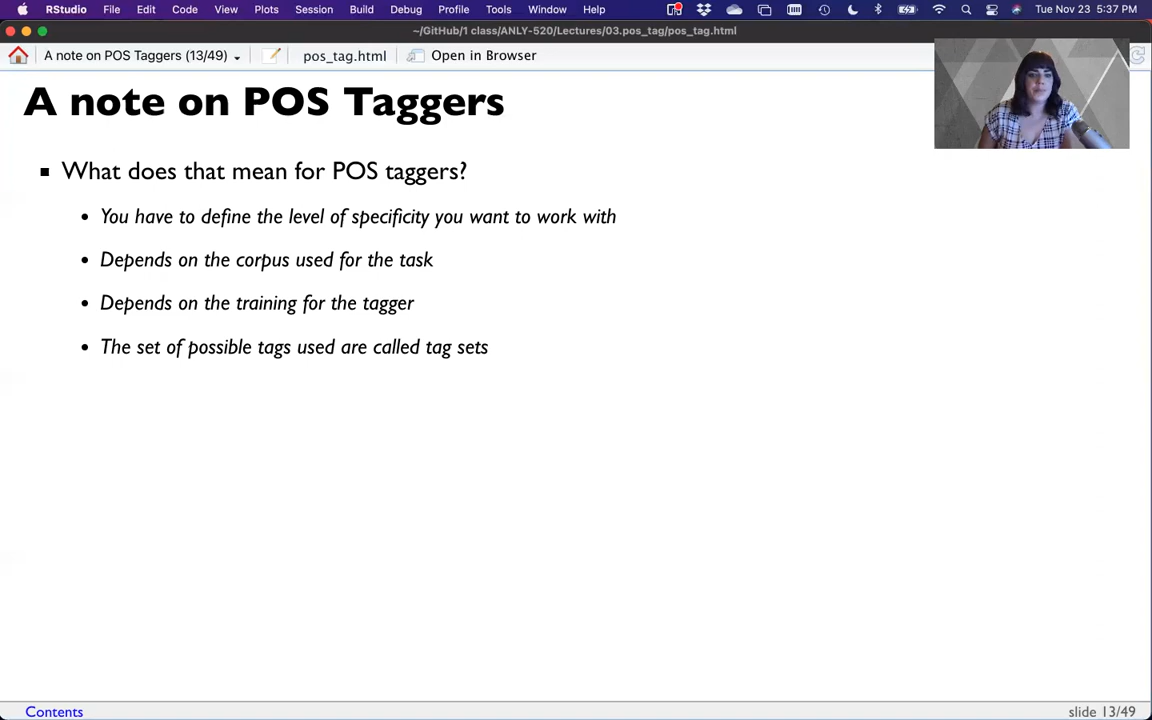 RStudio File Edit View Plots Session Build Debug Profile Tools Window Help Tue Nov 23 5:37 PM
~/GitHub/1 class/ANLY-520/Lectures/03.pos_tag/pos_tag.html
A note on POS Taggers (13/49) pos_tag.html Open in Browser
A note on POS Taggers
What does that mean for POS taggers?
You have to define the level of specificity you want to work with
Depends on the corpus used for the task
Depends on the training for the tagger
The set of possible tags used are called tag sets
Contents slide 13/49